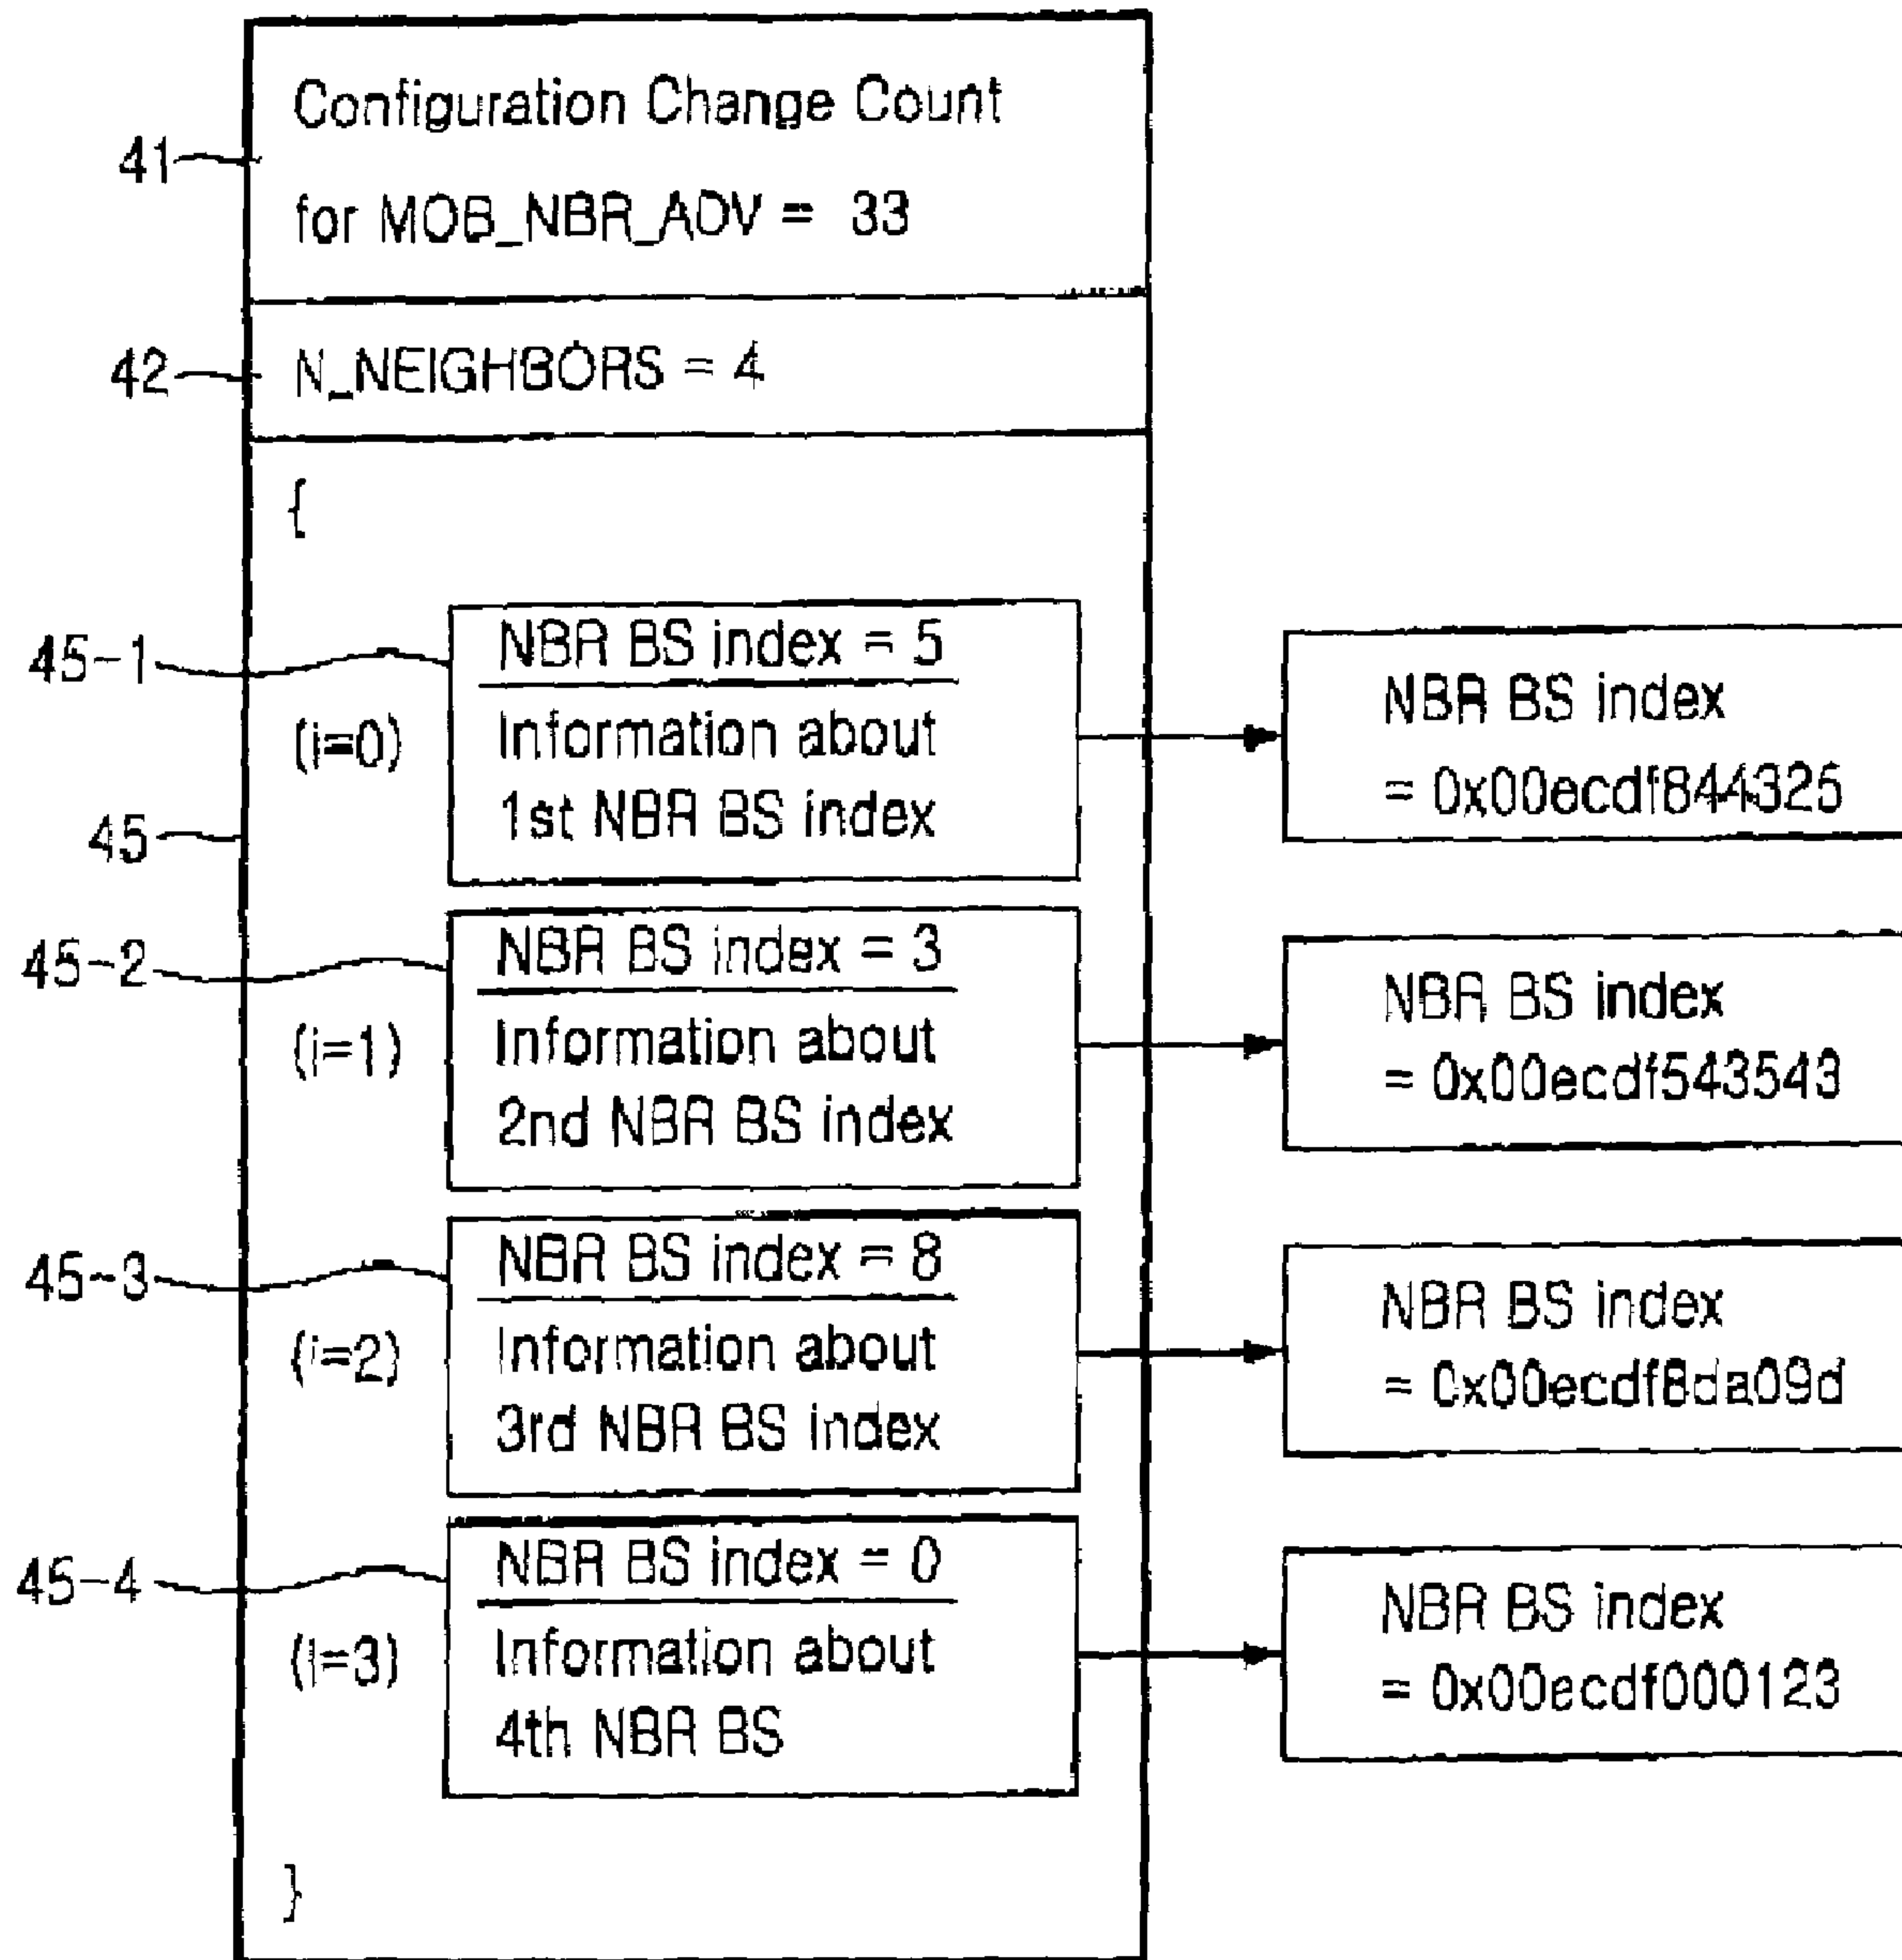 Configuration Change Count
41
for MOB_NBR_ADV = 33
42
N_NEIGHBORS = 4
{
45-1
NBR BS index = 5
(i=0)
Information about
1st NBR BS index
NBR BS index
= 0x00ecdf844325
45
45-2
NBR BS index = 3
(i=1)
Information about
2nd NBR BS index
NBR BS index
= 0x00ecdf543543
45-3
NBR BS index = 8
(i=2)
Information about
3rd NBR BS index
NBR BS index
= 0x00ecdf8da09d
45-4
NBR BS index = 0
(i=3)
Information about
4th NBR BS
NBR BS index
= 0x00ecdf000123
}